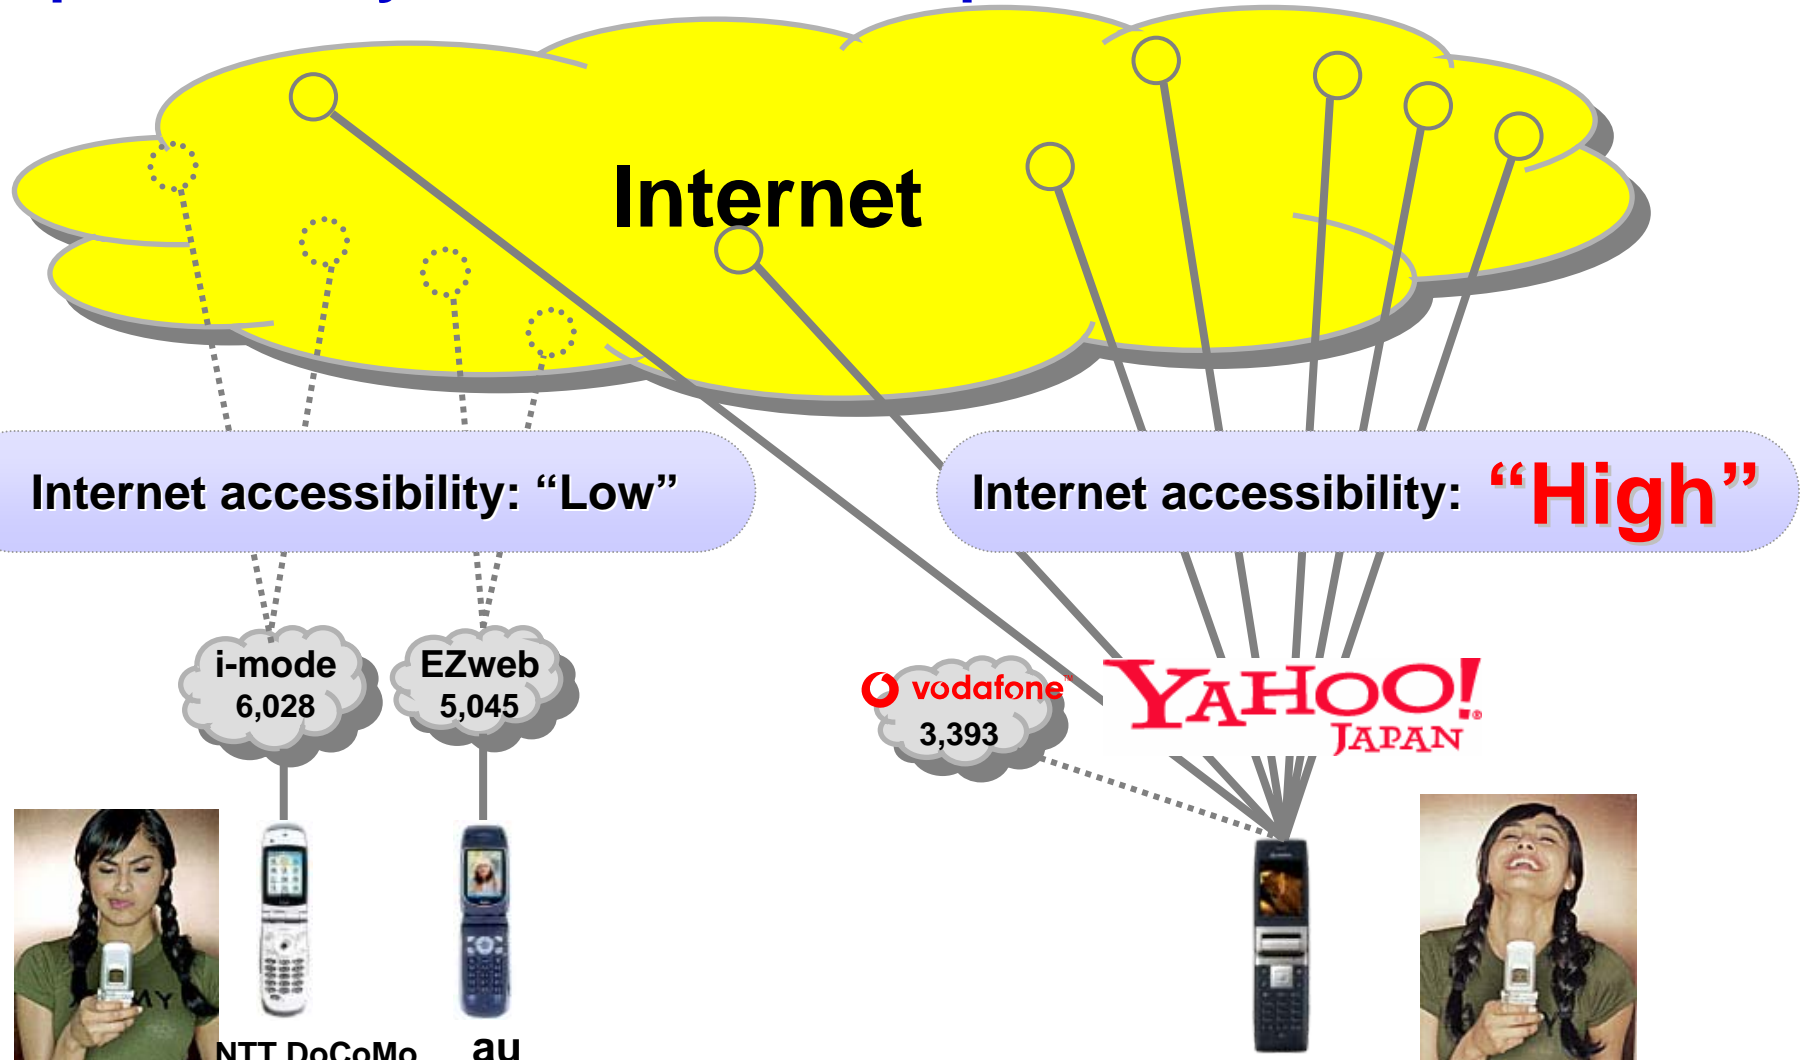 Internet
Internet accessibility: “Low”
Internet accessibility: “High”
i-mode
6,028
EZweb
5,045
vodafone™
3,393
YAHOO!®
JAPAN
NTT DoCoMo
au